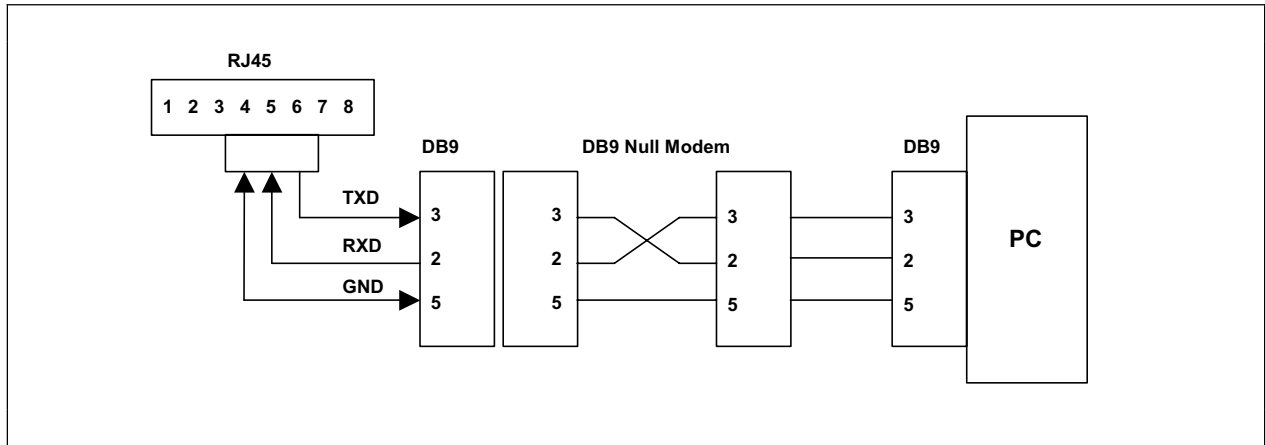 RJ45
1 2 3 4 5 6 7 8
DB9 DB9 Null Modem DB9
TXD
3 3 3 3
PC
RXD
2 2 2 2
GND
5 5 5 5